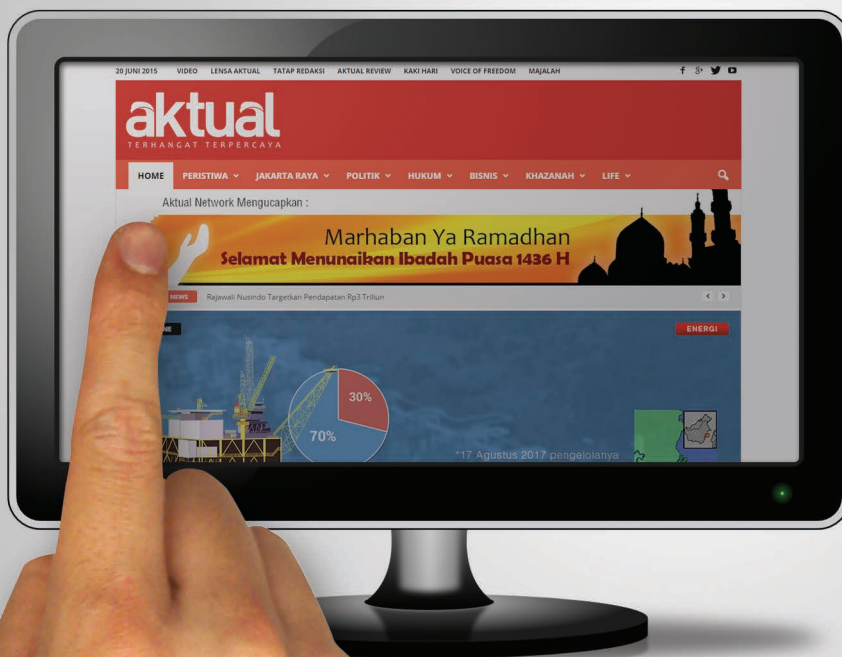 20 JUNI 2015 VIDEO LENSA AKTUAL TATAP REDAKSI AKTUAL REVIEW KAKI HARI VOICE OF FREEDOM MAJALAH
aktual
TERHANGAT TERPERCAYA
HOME PERISTIWA JAKARTA RAYA POLITIK HUKUM BISNIS KHAZANAH LIFE
Aktual Network Mengucapkan :
Marhaban Ya Ramadhan
Selamat Menunaikan Ibadah Puasa 1436 H
NEWS Rajawali Nusindo Targetkan Pendapatan Rp3 Triliun
ENERGI
30%
70%
"17 Agustus 2017 pengelolanya